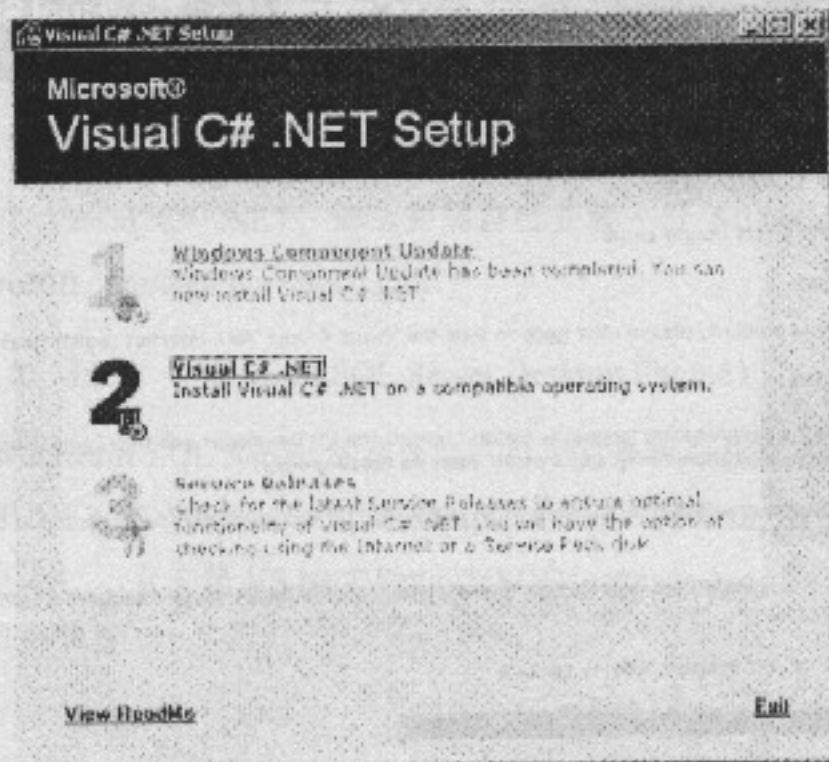 Visual C# .NET Setup
Microsoft®
Visual C# .NET Setup
1
Windows Component Update
Windows Component Update has been completed. You can
now install Visual C# .NET.
2
Visual C# .NET
Install Visual C# .NET on a compatible operating system.
3
Service Releases
Check for the latest Service Releases to ensure optimal
functionality of Visual C# .NET. You will have the option of
checking using the Internet or a Service Pack disk.
View ReadMe
Exit